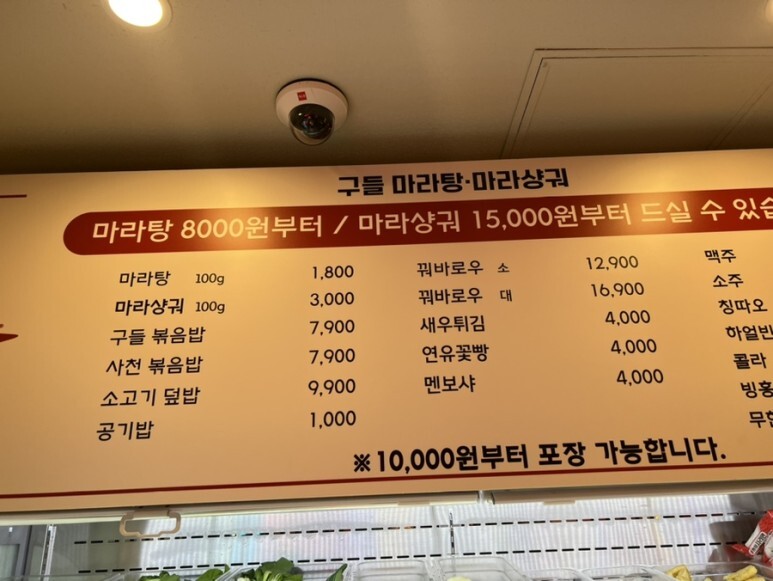 구들 마라탕·마라샹궈
마라탕 8000원부터 / 마라샹궈 15,000원부터 드실 수 있습
마라탕 100g 1,800
마라샹궈 100g 3,000
구들 볶음밥 7,900
사천 볶음밥 7,900
소고기 덮밥 9,900
공기밥 1,000
꿔바로우 소 12,900
꿔바로우 대 16,900
새우튀김 4,000
연유꽃빵 4,000
멘보샤 4,000
맥주
소주
칭따오
하얼빈
콜라
빙홍
무한
※10,000원부터 포장 가능합니다.